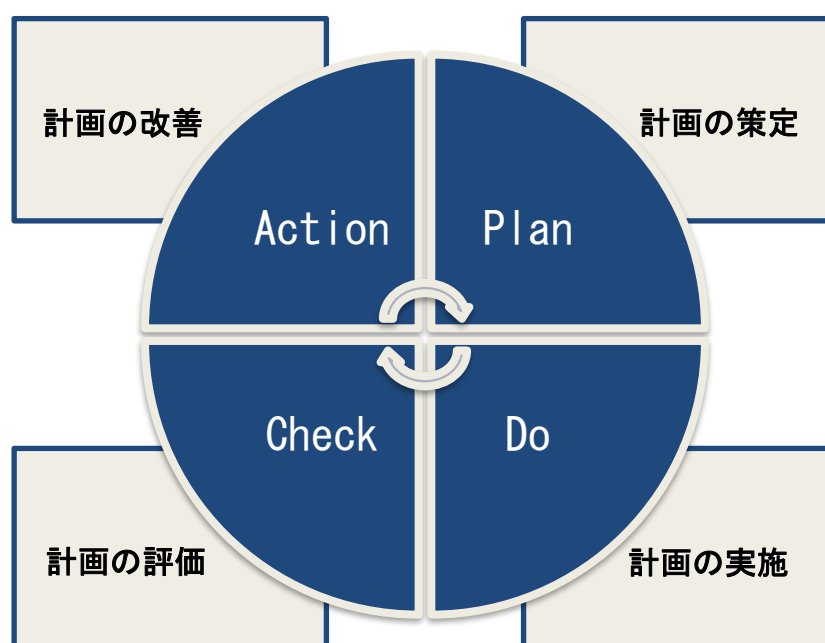 計画の改善
計画の策定
Action
Plan
Check
Do
計画の評価
計画の実施